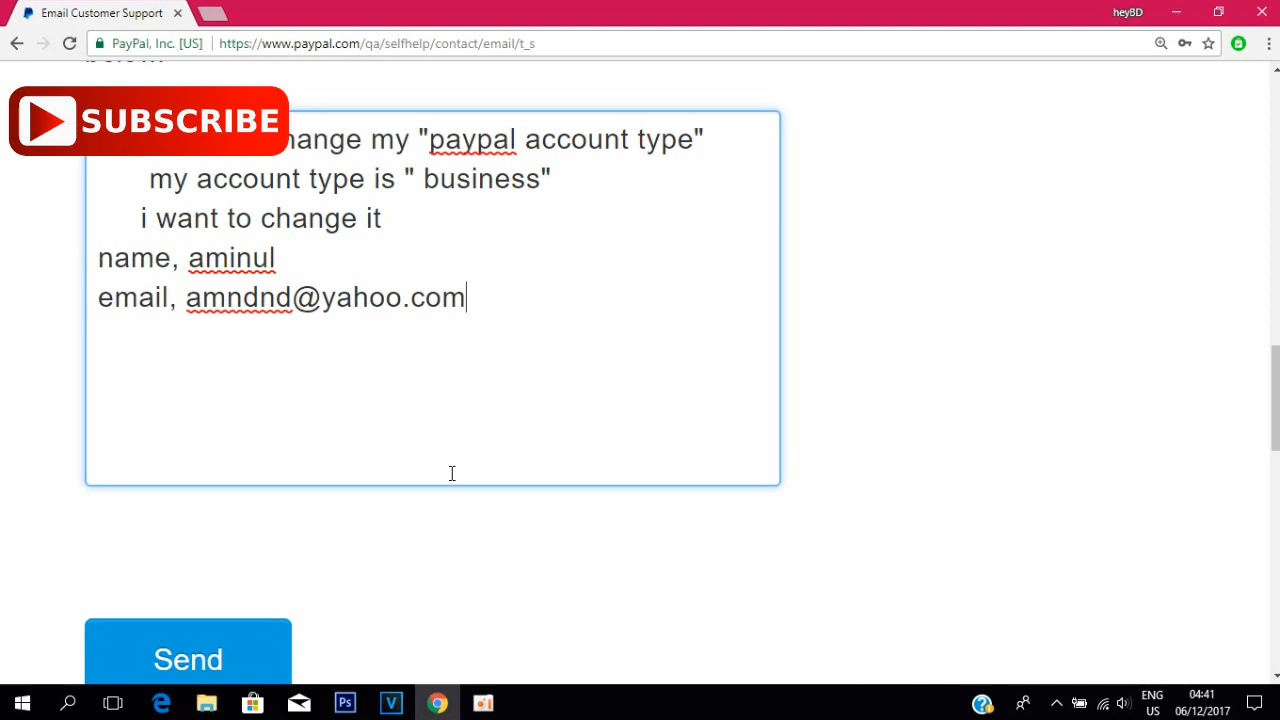 Email Customer Support
heyBD
PayPal, Inc. [US]
https://www.paypal.com/qa/selfhelp/contact/email/t_s
SUBSCRIBE
hange my "paypal account type"
my account type is " business"
i want to change it
name, aminul
email, amndnd@yahoo.com
Send
Ps
V
ENG
US
04:41
06/12/2017